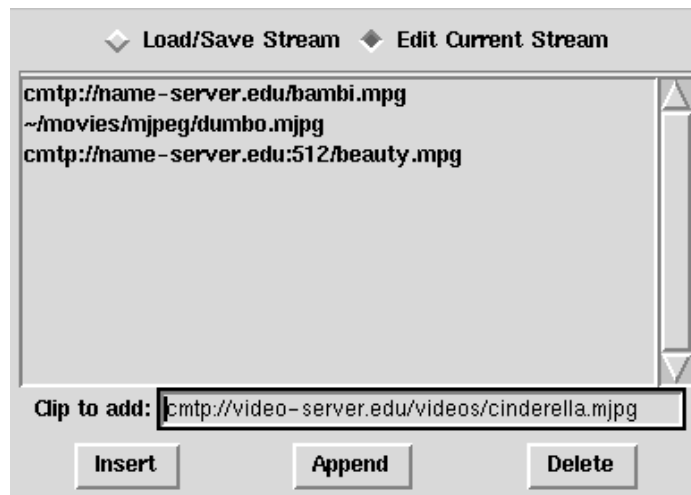 Load/Save Stream Edit Current Stream
cmtp://name-server.edu/bambi.mpg
~/movies/mjpeg/dumbo.mjpg
cmtp://name-server.edu:512/beauty.mpg
Clip to add: cmtp://video-server.edu/videos/cinderella.mjpg
Insert Append Delete